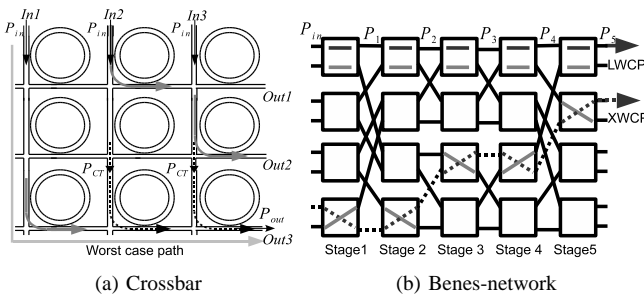 In1 In2 In3
P_in P_in P_in
Out1
Out2
P_CT P_CT
P_out
Out3
Worst case path
(a) Crossbar
P_in P_1 P_2 P_3 P_4 P_5
LWCP
XWCP
Stage1 Stage 2 Stage 3 Stage 4 Stage5
(b) Benes-network